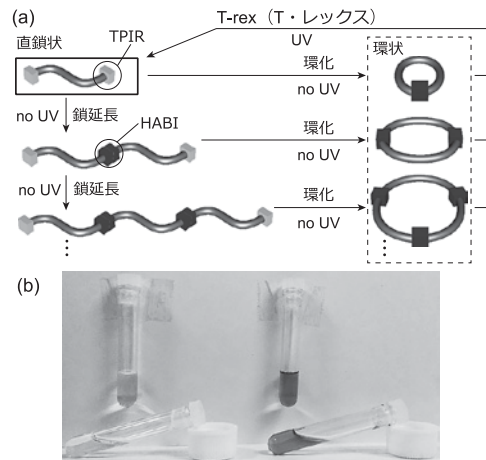 (a)
T-rex（T・レックス）
UV
直鎖状
TPIR
環化
no UV
環状
no UV
鎖延長
HABI
環化
no UV
no UV
鎖延長
環化
no UV
(b)